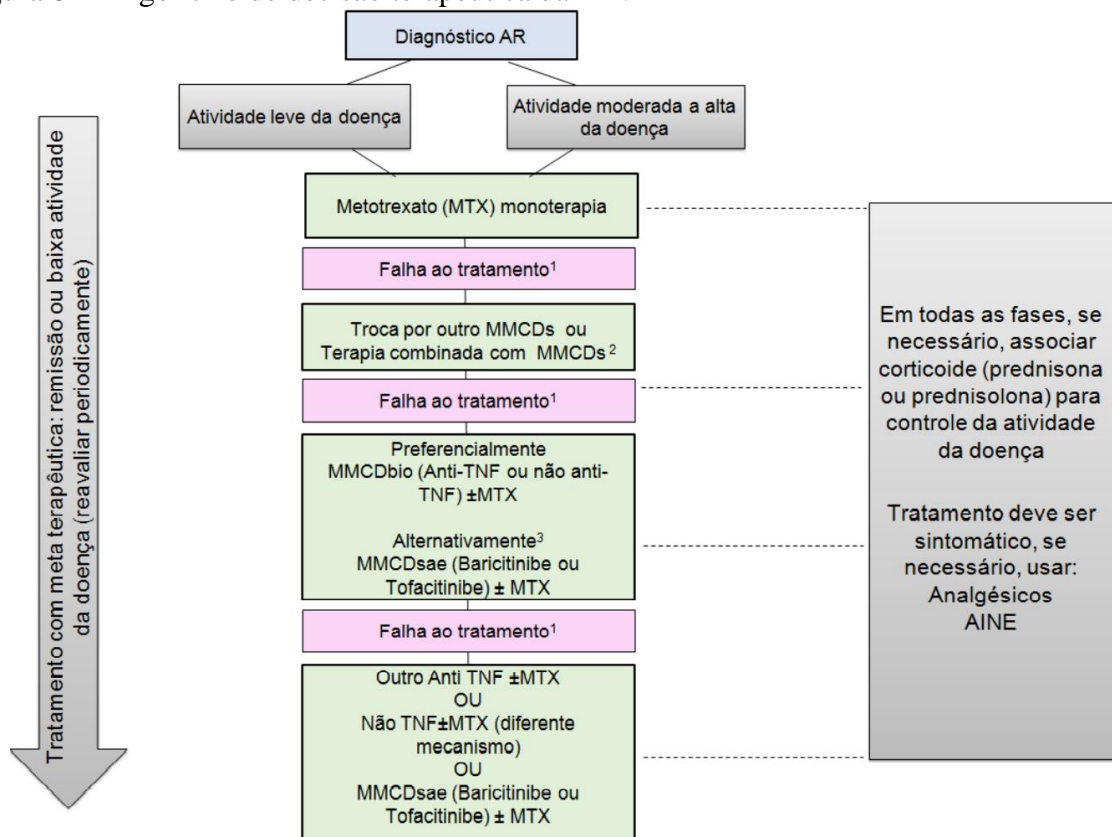 Diagnóstico AR
Atividade leve da doença
Atividade moderada a alta
da doença
Metotrexato (MTX) monoterapia
Falha ao tratamento¹
Troca por outro MMCDs ou
Terapia combinada com MMCDs²
Falha ao tratamento¹
Preferencialmente
MMCDbio (Anti-TNF ou não anti-
TNF) ±MTX
Alternativamente³
MMCDsae (Baricitinibe ou
Tofacitinibe) ± MTX
Falha ao tratamento¹
Outro Anti TNF ±MTX
OU
Não TNF±MTX (diferente
mecanismo)
OU
MMCDsae (Baricitinibe ou
Tofacitinibe) ± MTX
Tratamento com meta terapêutica: remissão ou baixa atividade
da doença (reavaliar periodicamente)
Em todas as fases, se
necessário, associar
corticoide (prednisona
ou prednisolona) para
controle da atividade
da doença
Tratamento deve ser
sintomático, se
necessário, usar:
Analgésicos
AINE